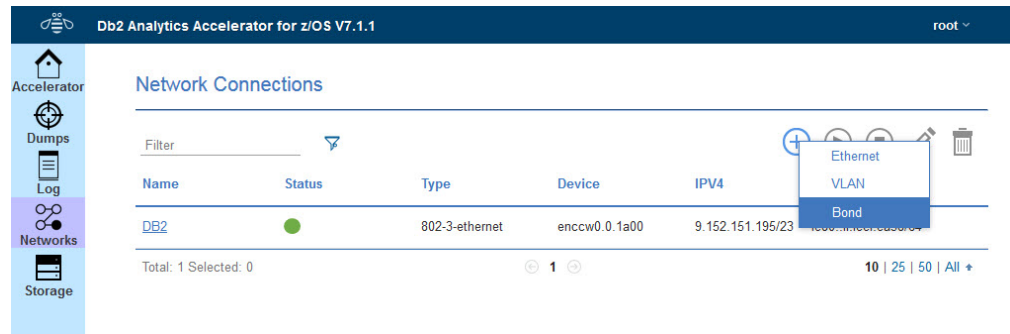 Db2 Analytics Accelerator for z/OS V7.1.1
root
Accelerator
Dumps
Log
Networks
Storage
Network Connections
Filter
Ethernet
VLAN
Bond
Name Status Type Device IPV4
DB2 802-3-ethernet enccw0.0.1a00 9.152.151.195/23
Total: 1 Selected: 0 1 10 | 25 | 50 | All